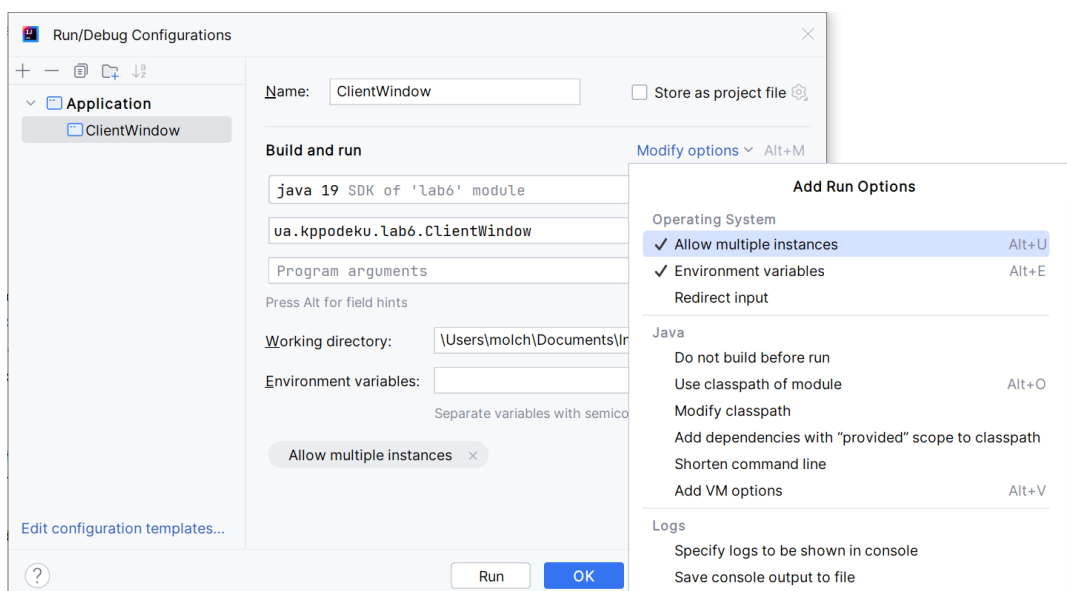 Run/Debug Configurations
Application
ClientWindow
Edit configuration templates...
Name: ClientWindow
Store as project file
Build and run
Modify options Alt+M
java 19 SDK of 'lab6' module
ua.kppodeku.lab6.ClientWindow
Program arguments
Press Alt for field hints
Working directory: \Users\molch\Documents\Ir
Environment variables:
Separate variables with semico
Allow multiple instances
Run
OK
Add Run Options
Operating System
Allow multiple instances Alt+U
Environment variables Alt+E
Redirect input
Java
Do not build before run
Use classpath of module Alt+O
Modify classpath
Add dependencies with “provided” scope to classpath
Shorten command line
Add VM options Alt+V
Logs
Specify logs to be shown in console
Save console output to file